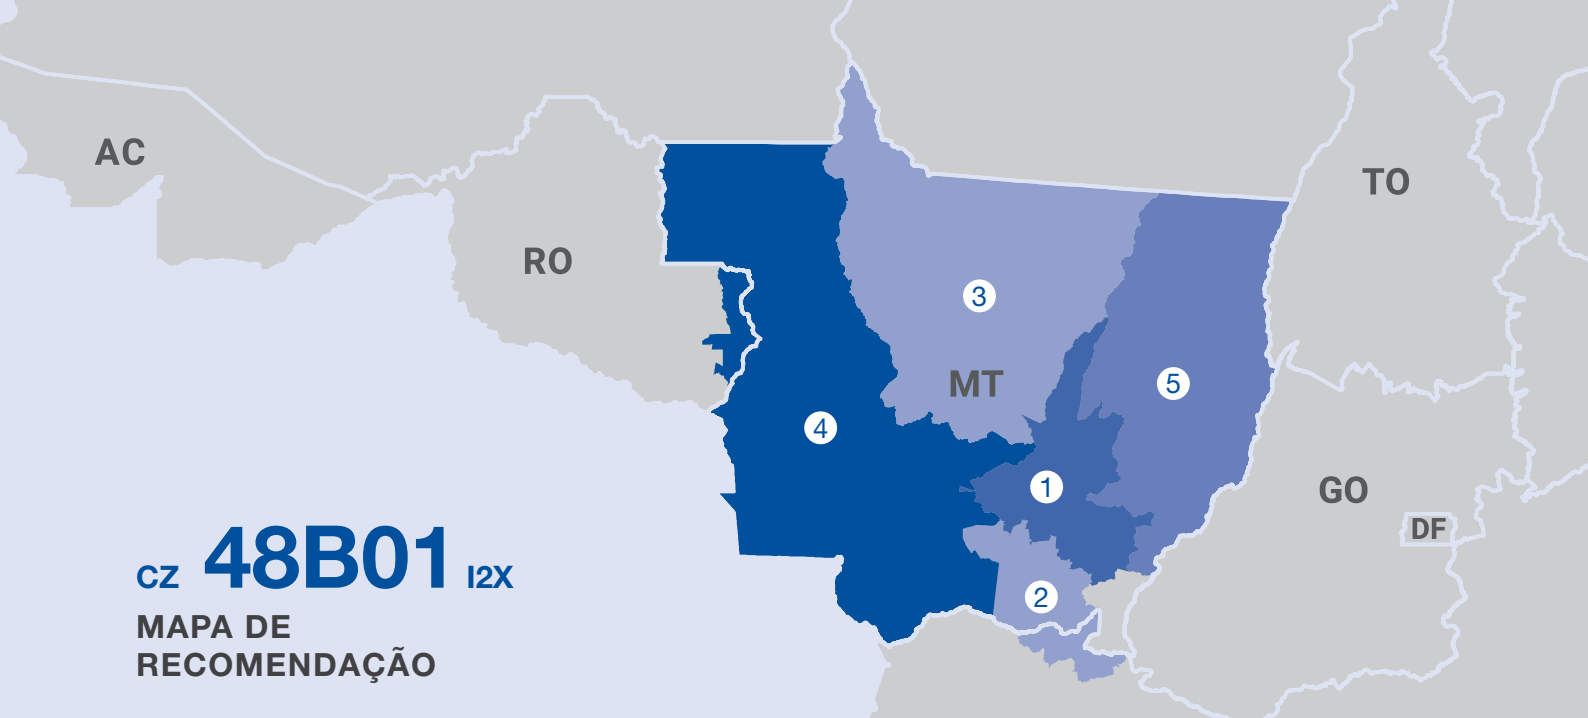 AC
RO
TO
3
MT
5
4
1
GO
DF
2
CZ 48B01 I2X
MAPA DE
RECOMENDAÇÃO